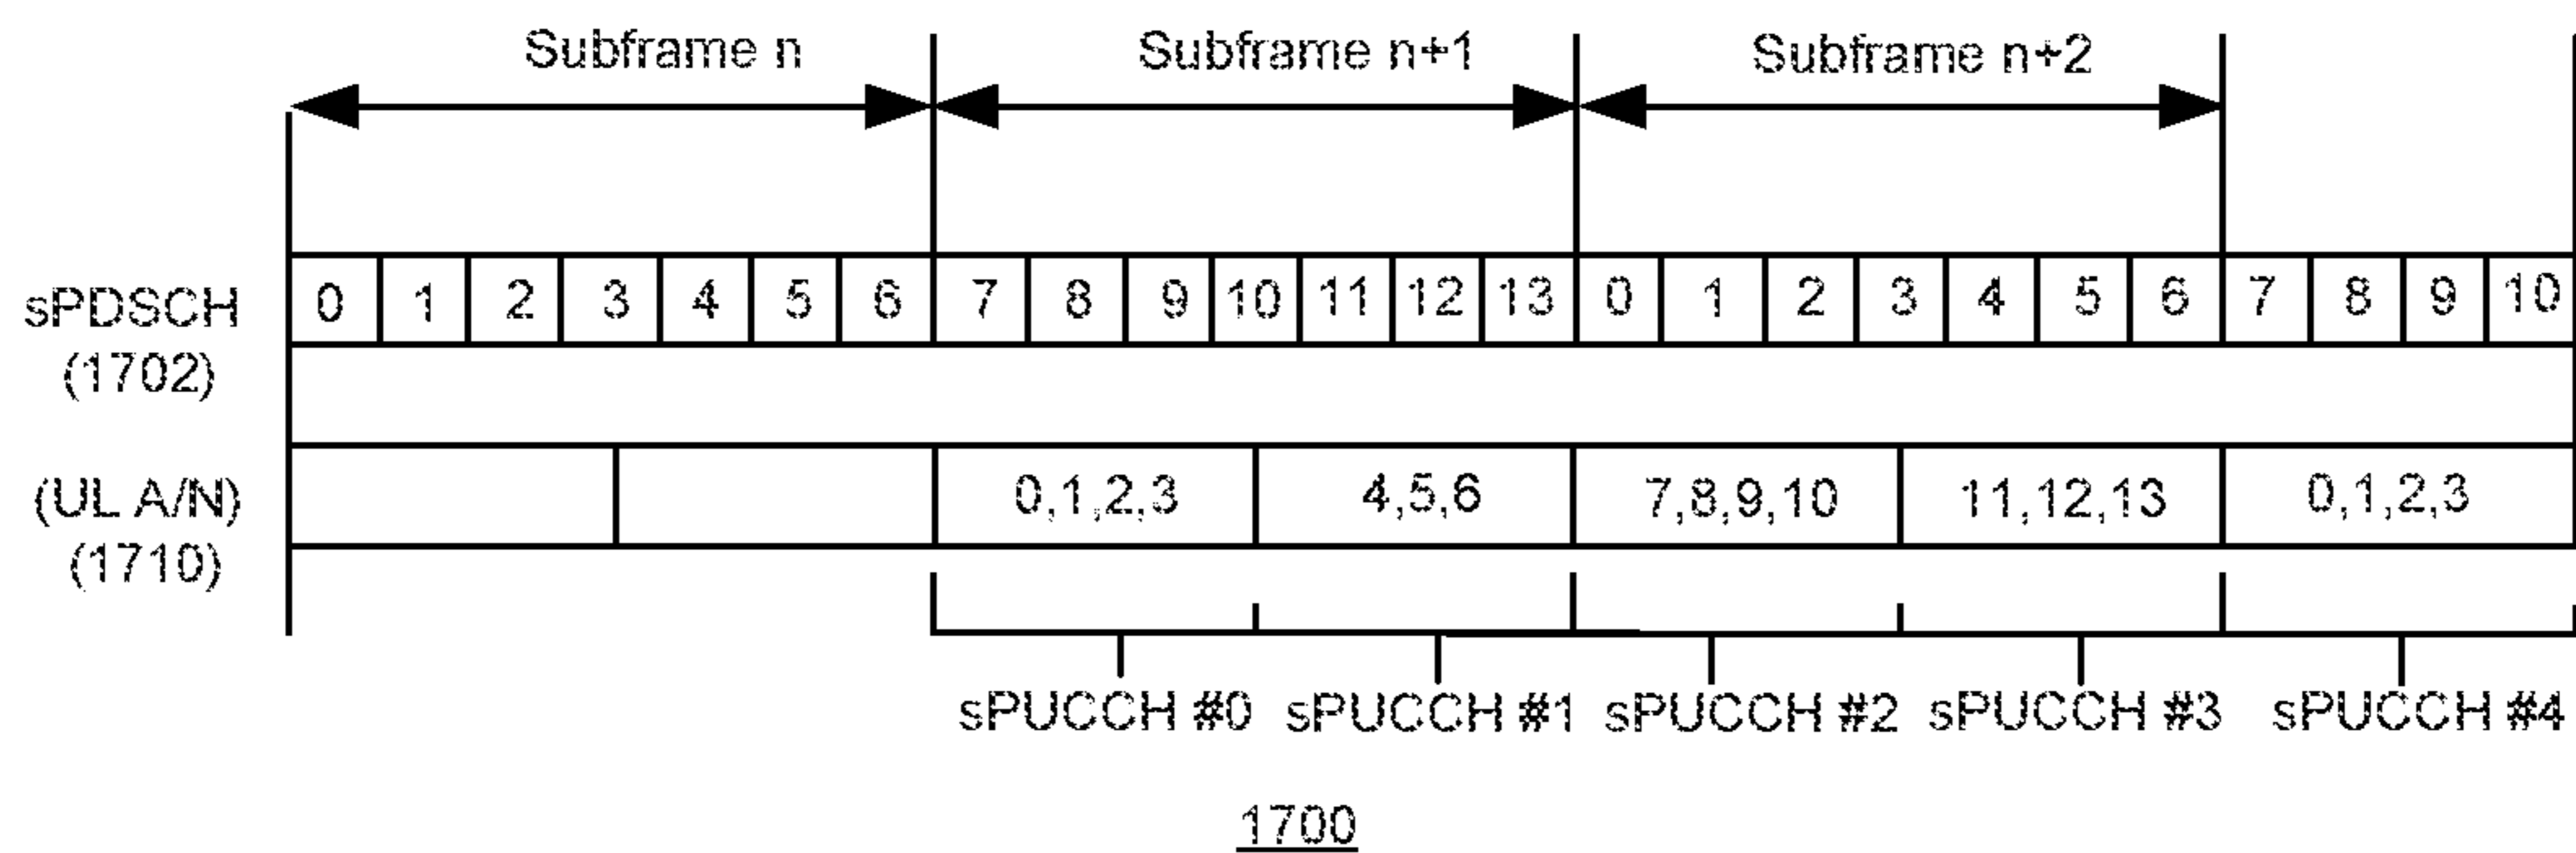 Subframe n Subframe n+1 Subframe n+2
sPDSCH
(1702)
0 1 2 3 4 5 6 7 8 9 10 11 12 13 0 1 2 3 4 5 6 7 8 9 10
(UL A/N)
(1710)
0,1,2,3 4,5,6 7,8,9,10 11,12,13 0,1,2,3
sPUCCH #0 sPUCCH #1 sPUCCH #2 sPUCCH #3 sPUCCH #4
1700